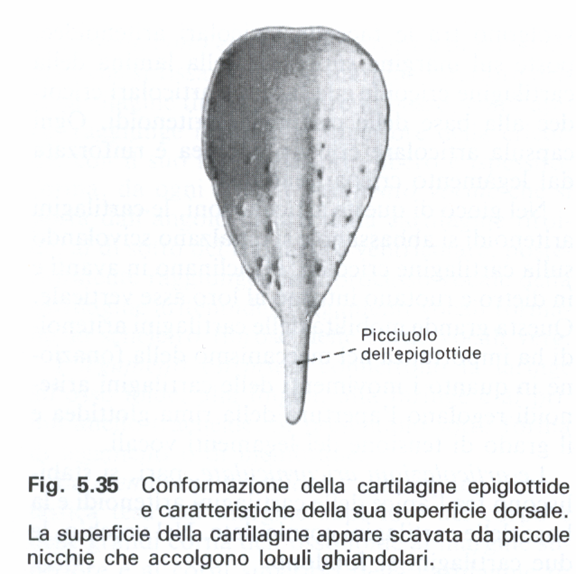 Picciuolo
dell'epiglottide
Fig. 5.35 Conformazione della cartilagine epiglottide
e caratteristiche della sua superficie dorsale.
La superficie della cartilagine appare scavata da piccole
nicchie che accolgono lobuli ghiandolari.